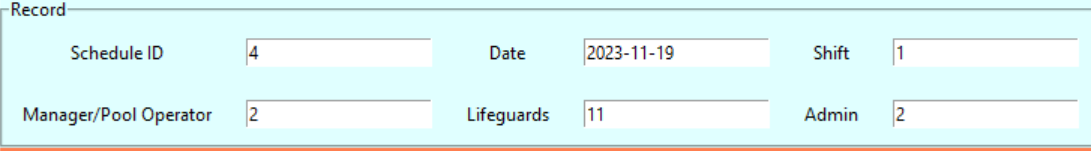 Record
Schedule ID 4 Date 2023-11-19 Shift 1
Manager/Pool Operator 2 Lifeguards 11 Admin 2